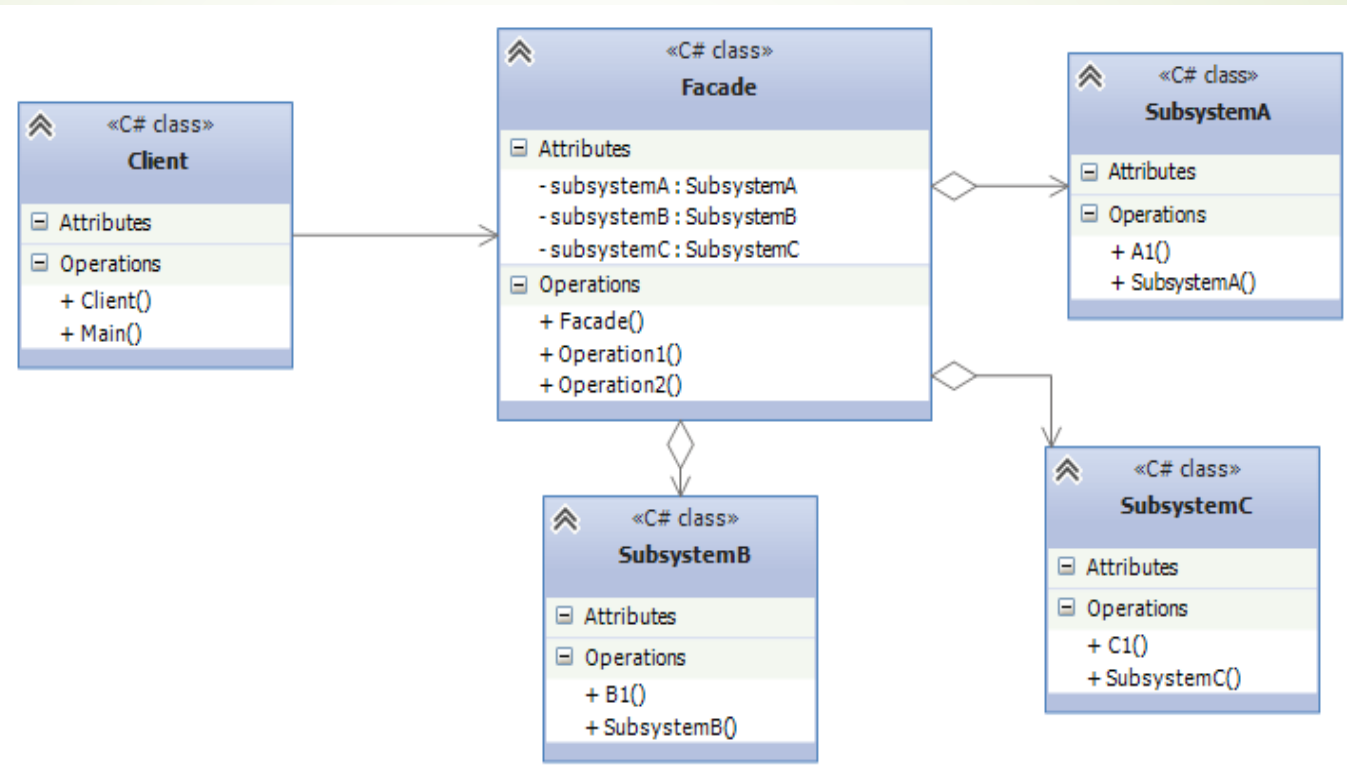 «C# class»
Client
Attributes
Operations
+ Client()
+ Main()
«C# class»
Facade
Attributes
- subsystemA : SubsystemA
- subsystemB : SubsystemB
- subsystemC : SubsystemC
Operations
+ Facade()
+ Operation1()
+ Operation2()
«C# class»
SubsystemA
Attributes
Operations
+ A1()
+ SubsystemA()
«C# class»
SubsystemB
Attributes
Operations
+ B1()
+ SubsystemB()
«C# class»
SubsystemC
Attributes
Operations
+ C1()
+ SubsystemC()